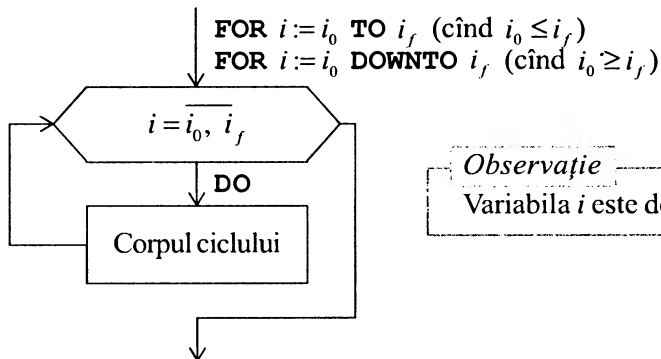 FOR i := i₀ TO i_f (cînd i₀ ≤ i_f)
FOR i := i₀ DOWNTO i_f (cînd i₀ ≥ i_f)
i = i₀, i_f
DO
Corpul ciclului
Observație
Variabila i este